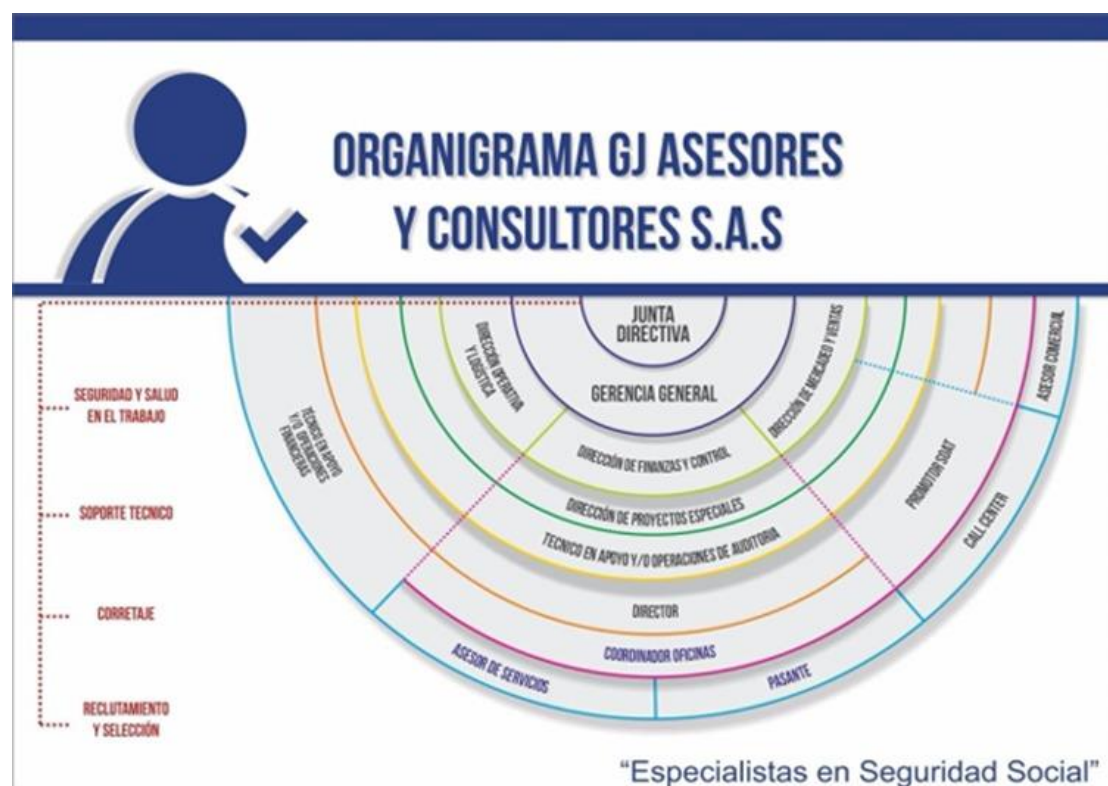 ORGANIGRAMA GJ ASESORES
Y CONSULTORES S.A.S
JUNTA
DIRECTIVA
GERENCIA GENERAL
DIRECCIÓN OPERATIVA
Y LOGISTICA
DIRECCIÓN DE FINANZAS Y CONTROL
DIRECCIÓN DE MERCADEO Y VENTAS
DIRECCIÓN DE PROYECTOS ESPECIALES
TECNICO EN APOYO Y/O OPERACIONES DE AUDITORIA
TECNICO EN APOYO
Y/O OPERACIONES
FINANCIERAS
DIRECTOR
COORDINADOR OFICINAS
PROMOTOR SOAT
ASESOR DE SERVICIOS
PASANTE
CALL CENTER
ASESOR COMERCIAL
SEGURIDAD Y SALUD
EN EL TRABAJO
SOPORTE TECNICO
CORRETAJE
RECLUTAMIENTO
Y SELECCIÓN
“Especialistas en Seguridad Social”